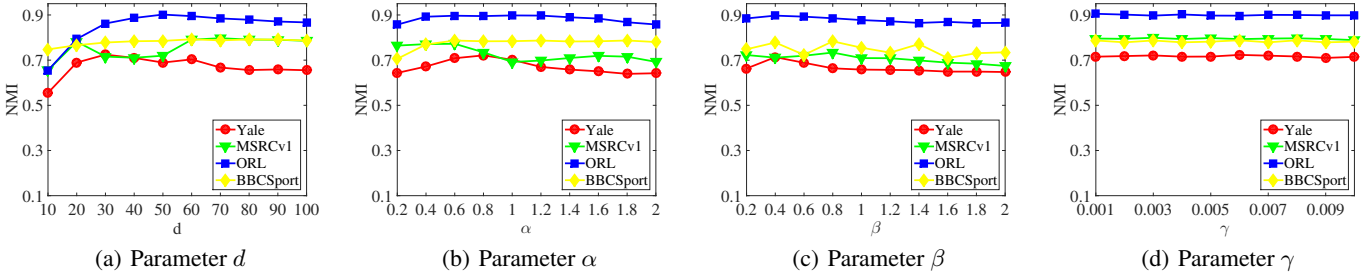 NMI
0.9
0.7
0.5
0.3
0.1
Yale
MSRCv1
ORL
BBCSport
10 20 30 40 50 60 70 80 90 100
d
(a) Parameter d
NMI
0.9
0.7
0.5
0.3
0.1
Yale
MSRCv1
ORL
BBCSport
0.2 0.4 0.6 0.8 1 1.2 1.4 1.6 1.8 2
α
(b) Parameter α
NMI
0.9
0.7
0.5
0.3
0.1
Yale
MSRCv1
ORL
BBCSport
0.2 0.4 0.6 0.8 1 1.2 1.4 1.6 1.8 2
β
(c) Parameter β
NMI
0.9
0.7
0.5
0.3
0.1
Yale
MSRCv1
ORL
BBCSport
0.001 0.003 0.005 0.007 0.009
γ
(d) Parameter γ